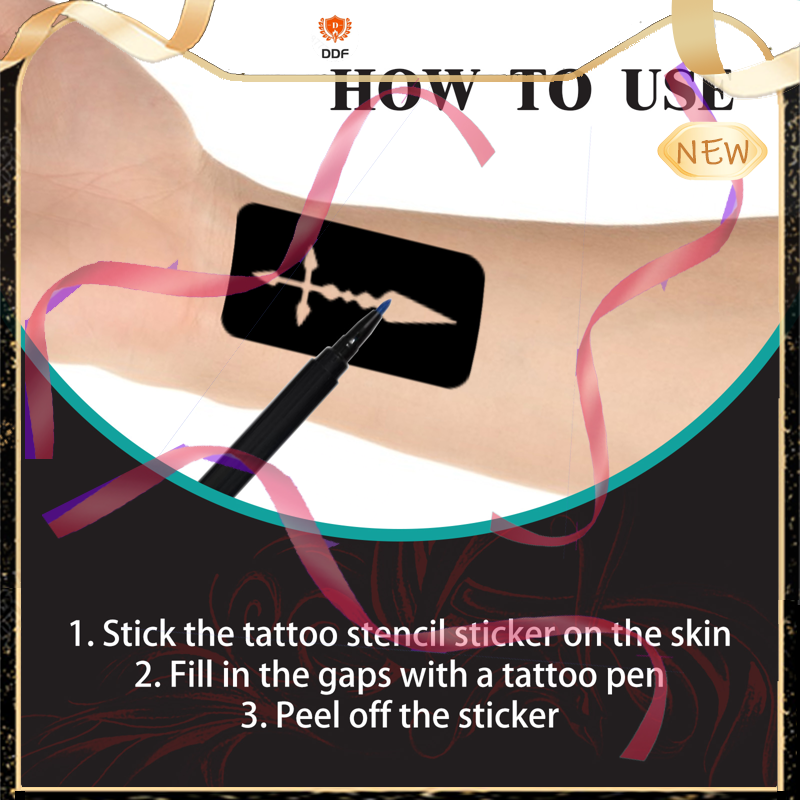 DDF
HOW TO USE
NEW
1. Stick the tattoo stencil sticker on the skin
2. Fill in the gaps with a tattoo pen
3. Peel off the sticker